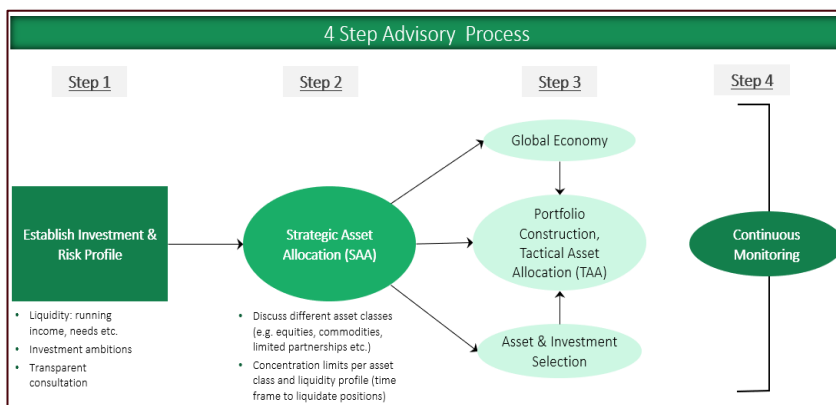 4 Step Advisory Process
Step 1
Step 2
Step 3
Step 4
Establish Investment &
Risk Profile
• Liquidity: running
income, needs etc.
• Investment ambitions
• Transparent
consultation
Strategic Asset
Allocation (SAA)
• Discuss different asset classes
(e.g. equities, commodities,
limited partnerships etc.)
• Concentration limits per asset
class and liquidity profile (time
frame to liquidate positions)
Global Economy
Portfolio
Construction,
Tactical Asset
Allocation (TAA)
Asset & Investment
Selection
Continuous
Monitoring